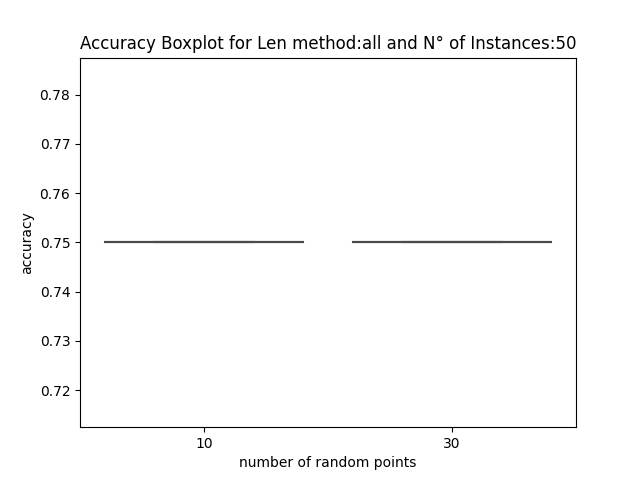 Accuracy Boxplot for Len method:all and N° of Instances:50
0.78
0.77
0.76
0.75
0.74
0.73
0.72
accuracy
10 30
number of random points